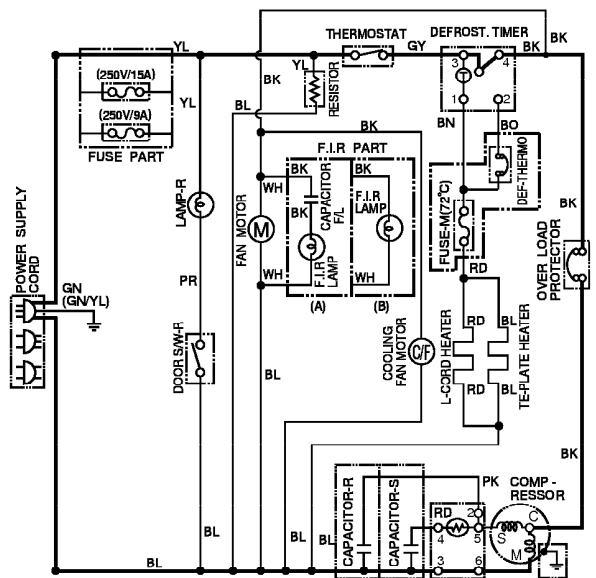 THERMOSTAT
DEFROST. TIMER
BK
YL
GY
BK
3
4
(250V/15A)
YL
BK
RESISTOR
BL
YL
1
2
(250V/9A)
BK
BN
BO
FUSE PART
F.I.R PART
DEF-THERMO
BK
BK
WH
CAPACITOR
F/L
F.I.R
LAMP
BK
FUSE-M(72°C)
BK
LAMP-R
FAN MOTOR
M
F.I.R
LAMP
RD
OVER LOAD
PROTECTOR
POWER SUPPLY
CORD
GN
(GN/YL)
PR
WH
WH
(A)
(B)
RD
BL
L-CORD HEATER
TE-PLATE HEATER
DOOR S/W-R
COOLING
FAN MOTOR
C/F
BL
RD
BL
BK
CAPACITOR-R
CAPACITOR-S
PK
COMP-
RESSOR
2
RD
4
5
S
C
M
BL
BL
BL
BL
BL
3
6